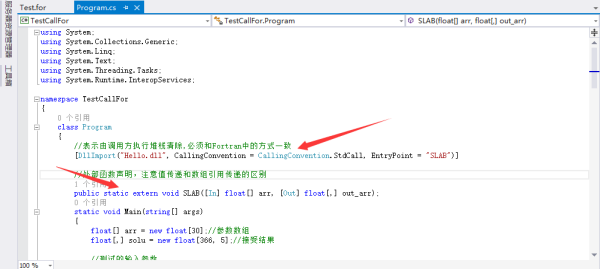 Test.for
Program.cs
TestCallFor
TestCallFor.Program
SLAB(float[] arr, float[,] out_arr)
using System;
using System.Collections.Generic;
using System.Linq;
using System.Text;
using System.Threading.Tasks;
using System.Runtime.InteropServices;
namespace TestCallFor
{
0 个引用
class Program
{
//表示由调用方执行堆栈清除,必须和Fortran中的方式一致
[DllImport("Hello.dll", CallingConvention = CallingConvention.StdCall, EntryPoint = "SLAB")]
//外部函数声明，注意值传递和数组引用传递的区别
1 个引用
public static extern void SLAB([In] float[] arr, [Out] float[,] out_arr);
0 个引用
static void Main(string[] args)
{
float[] arr = new float[30];//参数数组
float[,] solu = new float[366, 5];//接受结果
//测试的输入参数
100 %